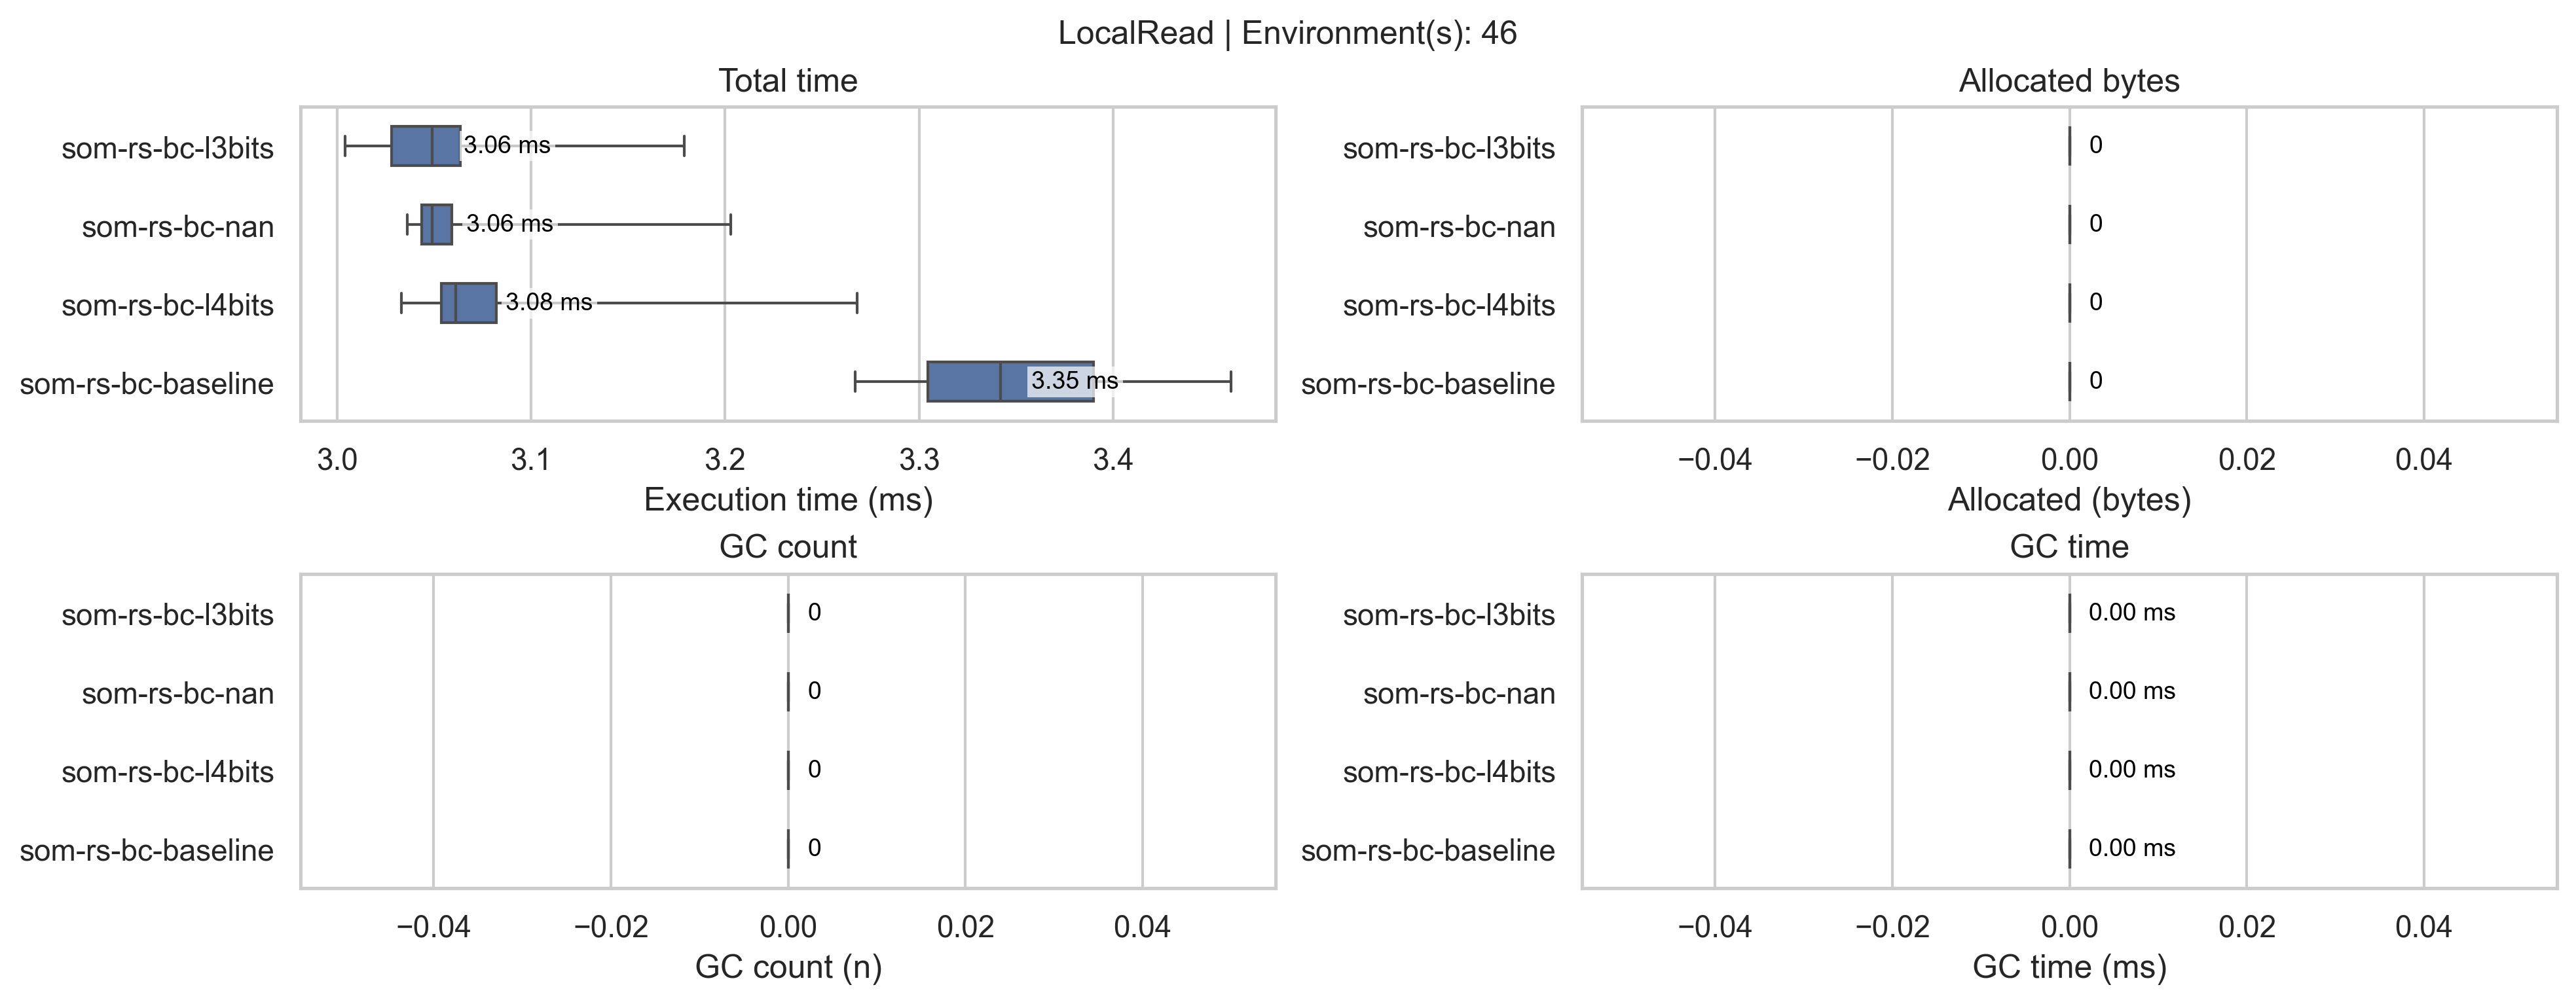 LocalRead | Environment(s): 46
Total time
som-rs-bc-l3bits
3.06 ms
som-rs-bc-nan
3.06 ms
som-rs-bc-l4bits
3.08 ms
som-rs-bc-baseline
3.35 ms
3.0 3.1 3.2 3.3 3.4
Execution time (ms)
Allocated bytes
som-rs-bc-l3bits
0
som-rs-bc-nan
0
som-rs-bc-l4bits
0
som-rs-bc-baseline
0
−0.04 −0.02 0.00 0.02 0.04
Allocated (bytes)
GC count
som-rs-bc-l3bits
0
som-rs-bc-nan
0
som-rs-bc-l4bits
0
som-rs-bc-baseline
0
−0.04 −0.02 0.00 0.02 0.04
GC count (n)
GC time
som-rs-bc-l3bits
0.00 ms
som-rs-bc-nan
0.00 ms
som-rs-bc-l4bits
0.00 ms
som-rs-bc-baseline
0.00 ms
−0.04 −0.02 0.00 0.02 0.04
GC time (ms)